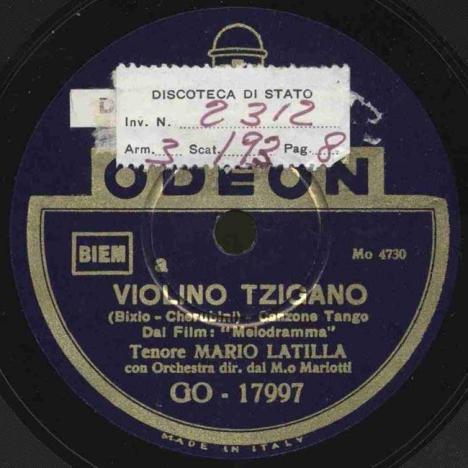 DISCOTECA DI STATO
Inv. N. 2312
Arm. 3 Scat. 192 Pag. 8
ODEON
BIEM
a
Mo 4730
VIOLINO TZIGANO
(Bixio - Cherubini) - Canzone Tango
Dal Film: "Melodramma"
Tenore MARIO LATILLA
con Orchestra dir. dal M.o Mariotti
GO - 17997
MADE IN ITALY